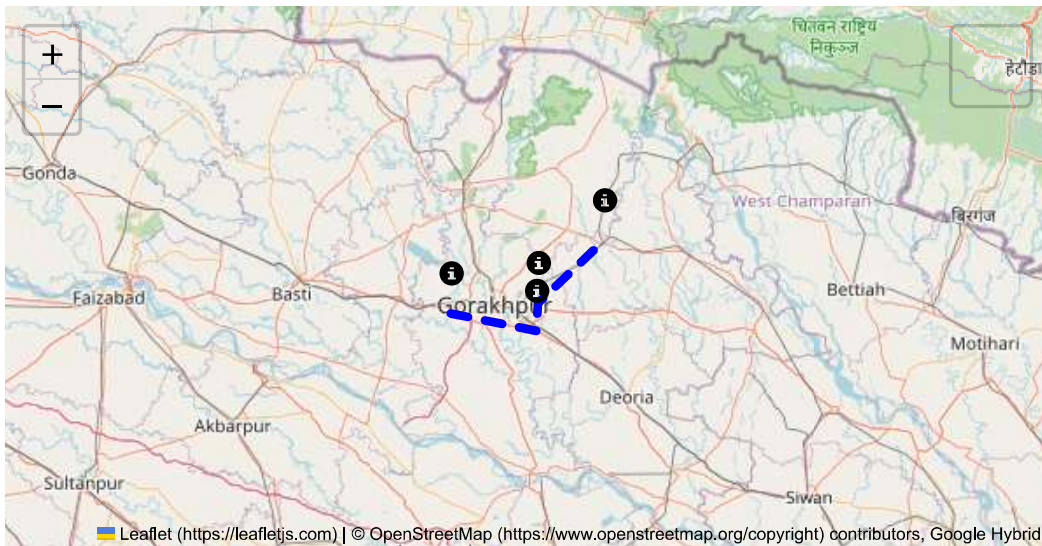 चितवन राष्ट्रिय
निकुञ्ज
+
हेटौडा
−
Gonda
West Champaran
बिरगंज
Bettiah
Faizabad
Basti
Gorakhpur
Motihari
Deoria
Akbarpur
Sultanpur
Siwan
Leaflet (https://leafletjs.com) | © OpenStreetMap (https://www.openstreetmap.org/copyright) contributors, Google Hybrid